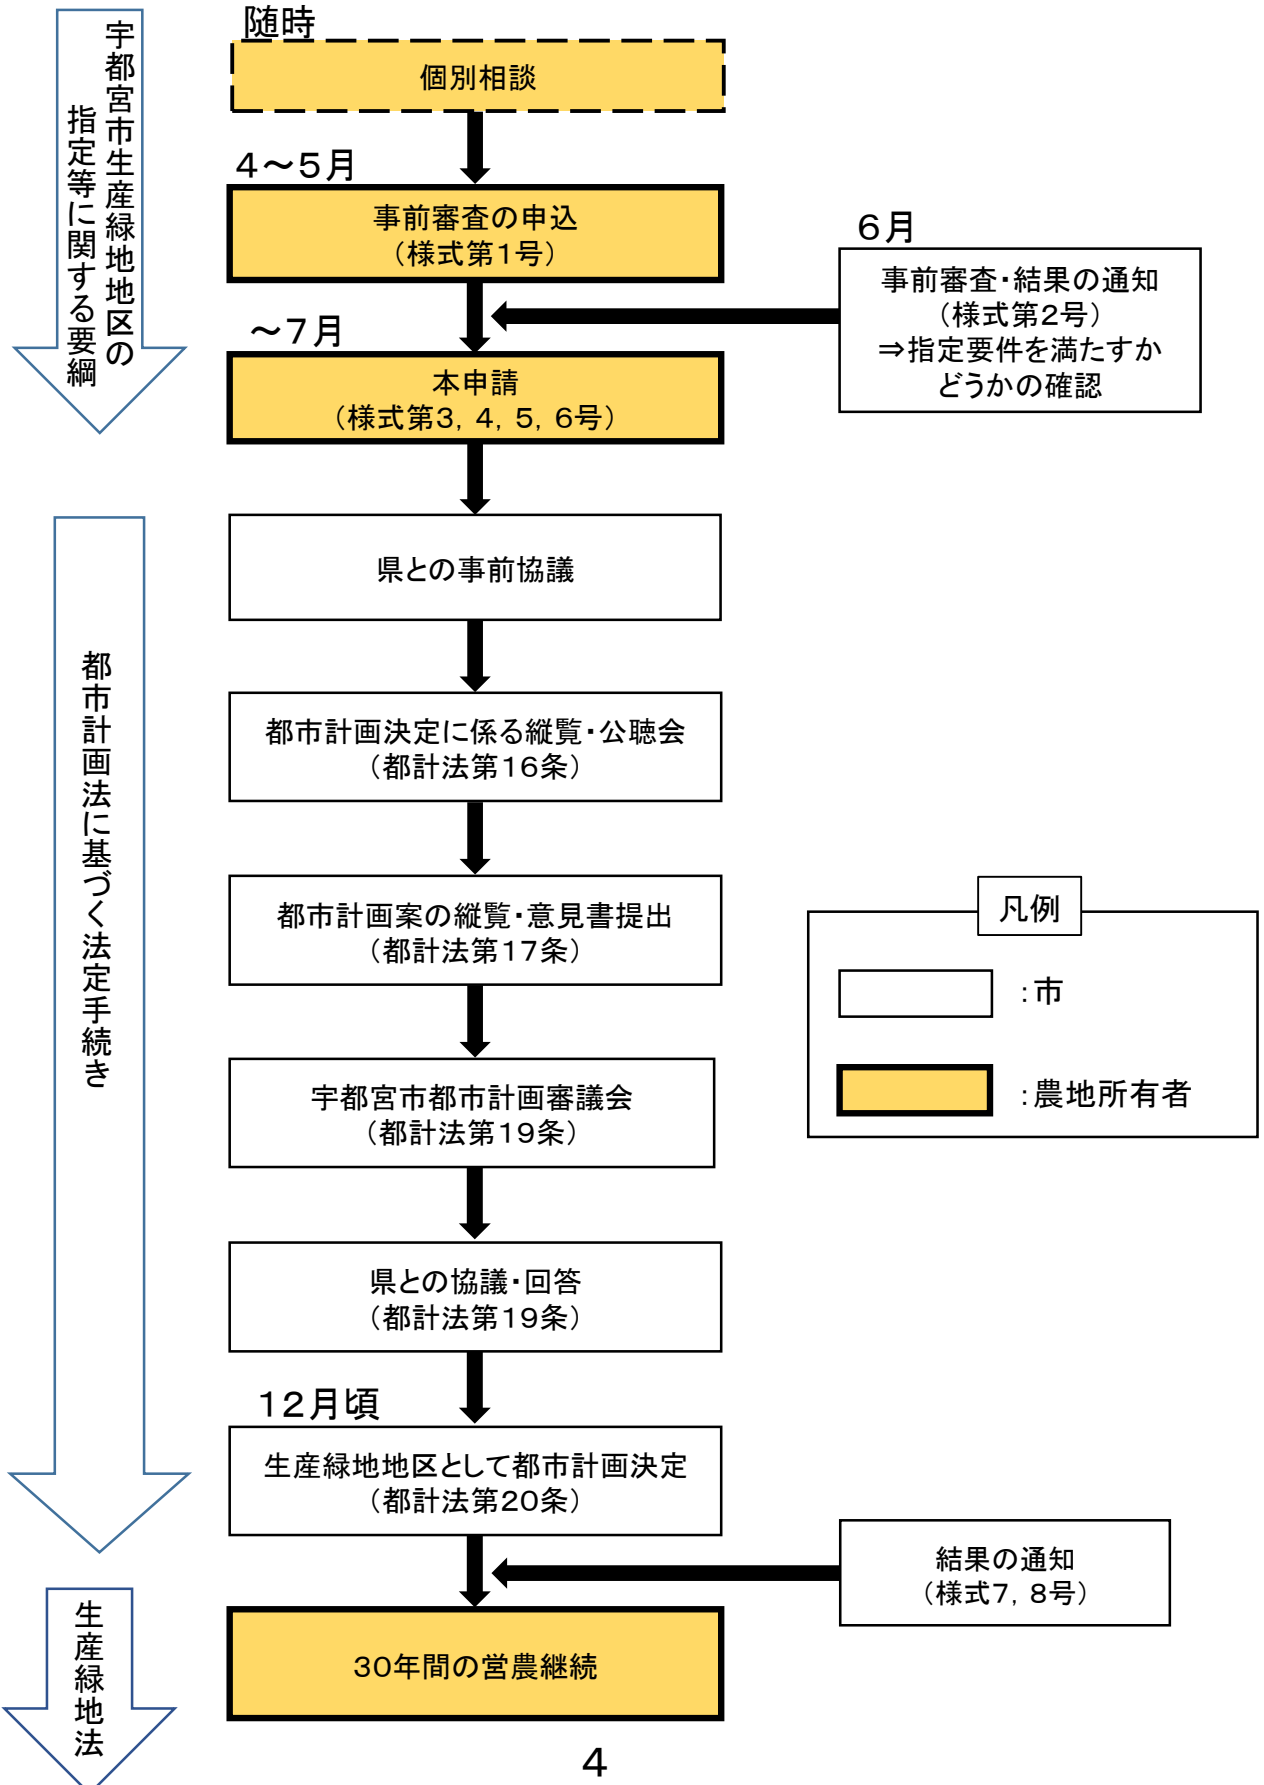 宇都宮市生産緑地地区の
指定等に関する要綱
随時
個別相談
4～5月
事前審査の申込
（様式第1号）
6月
事前審査・結果の通知
（様式第2号）
⇒指定要件を満たすか
どうかの確認
～7月
本申請
（様式第3，4，5，6号）
都市計画法に基づく法定手続き
県との事前協議
都市計画決定に係る縦覧・公聴会
（都計法第16条）
都市計画案の縦覧・意見書提出
（都計法第17条）
宇都宮市都市計画審議会
（都計法第19条）
県との協議・回答
（都計法第19条）
12月頃
生産緑地地区として都市計画決定
（都計法第20条）
凡例
：市
：農地所有者
結果の通知
（様式7，8号）
生産緑地法
30年間の営農継続
4